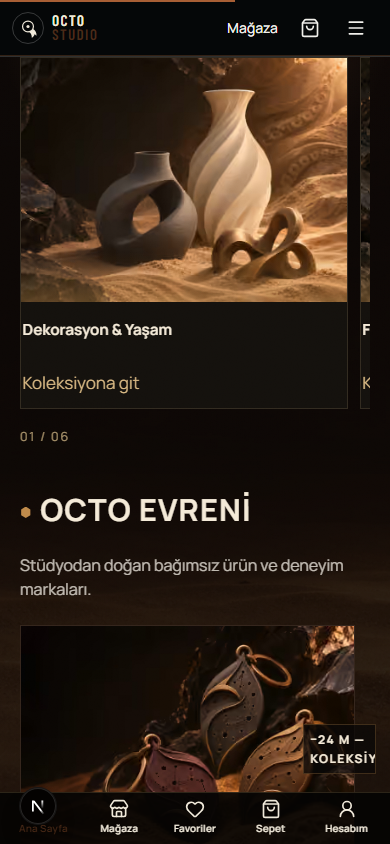 OCTO
STUDIO
Mağaza
Dekorasyon & Yaşam
Koleksiyona git
01 / 06
OCTO EVRENİ
Stüdyodan doğan bağımsız ürün ve deneyim
markaları.
−24 M —
KOLEKSİY
N
Ana Sayfa
Mağaza
Favoriler
Sepet
Hesabım